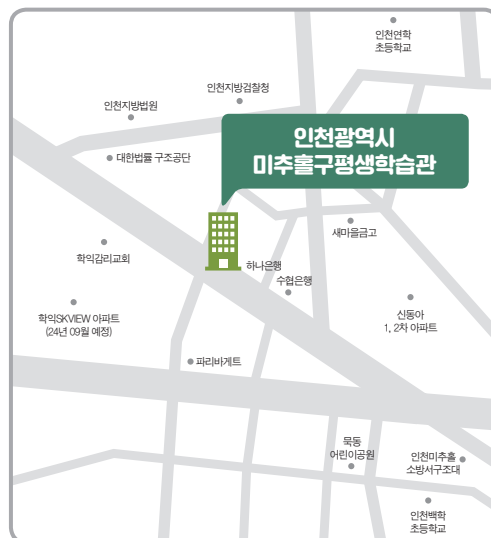 인천연학
초등학교
인천지방검찰청
인천지방법원
대한법률 구조공단
인천광역시
미추홀구평생학습관
새마을금고
학익감리교회
하나은행
수협은행
학익SKVIEW 아파트
(24년 09월 예정)
신동아
1, 2차 아파트
파리바게트
묵동
어린이공원
인천미추홀
소방서구조대
인천백학
초등학교